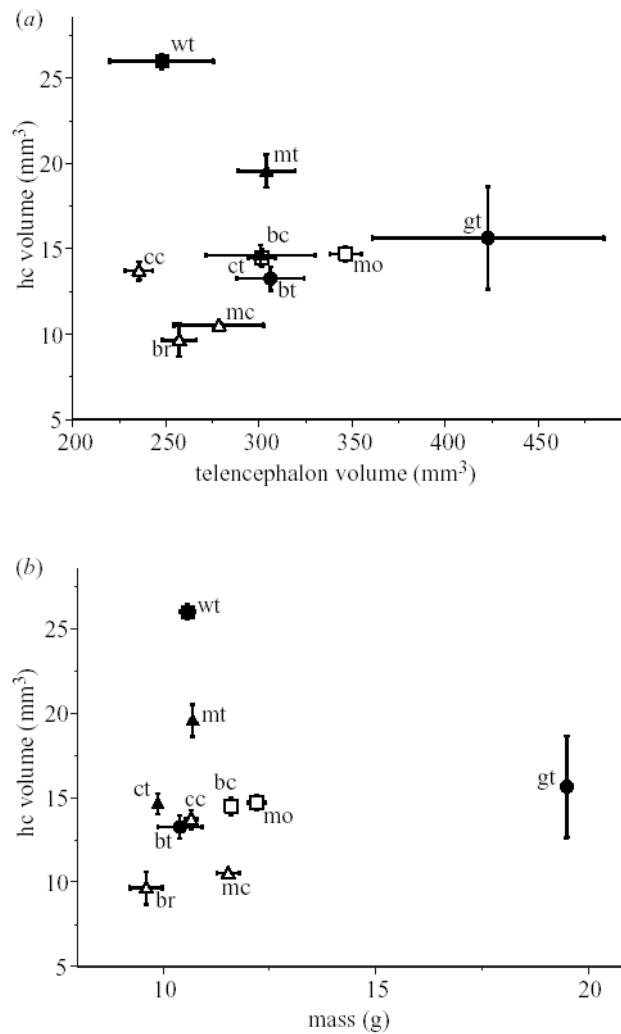 (a)
wt
25
20
mt
hc volume (mm³)
gt
15
cc
bc
ct
mo
bt
10
mc
br
5
200 250 300 350 400 450
telencephalon volume (mm³)
(b)
wt
25
20
mt
hc volume (mm³)
15
ct
cc
bc
mo
gt
bt
10
br
mc
5
10 15 20
mass (g)